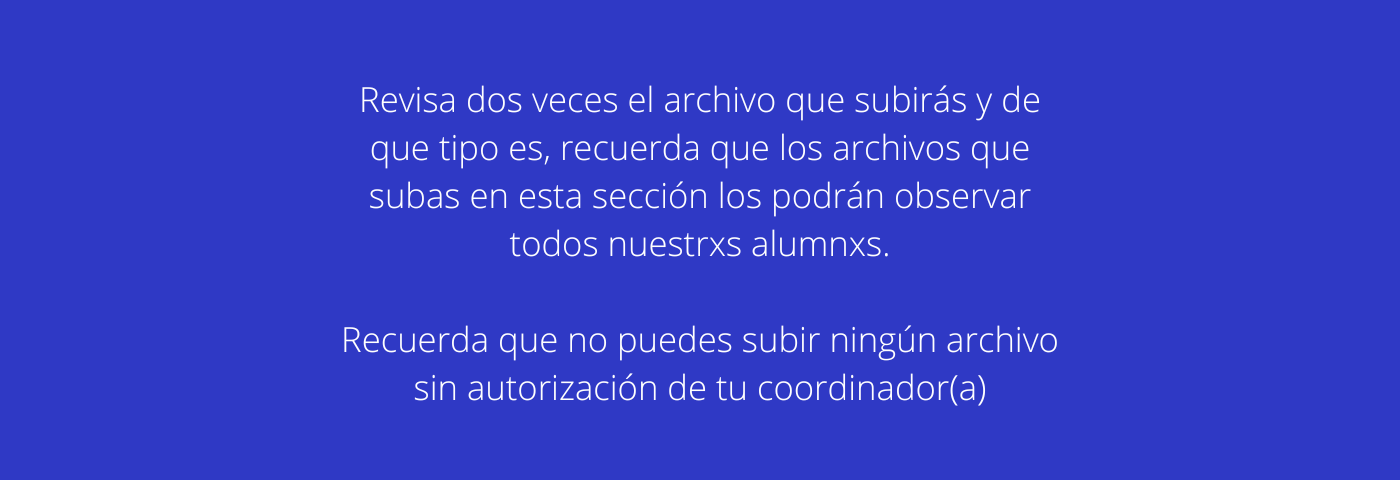 Revisa dos veces el archivo que subirás y de
que tipo es, recuerda que los archivos que
subas en esta sección los podrán observar
todos nuestrxs alumnxs.
Recuerda que no puedes subir ningún archivo
sin autorización de tu coordinador(a)